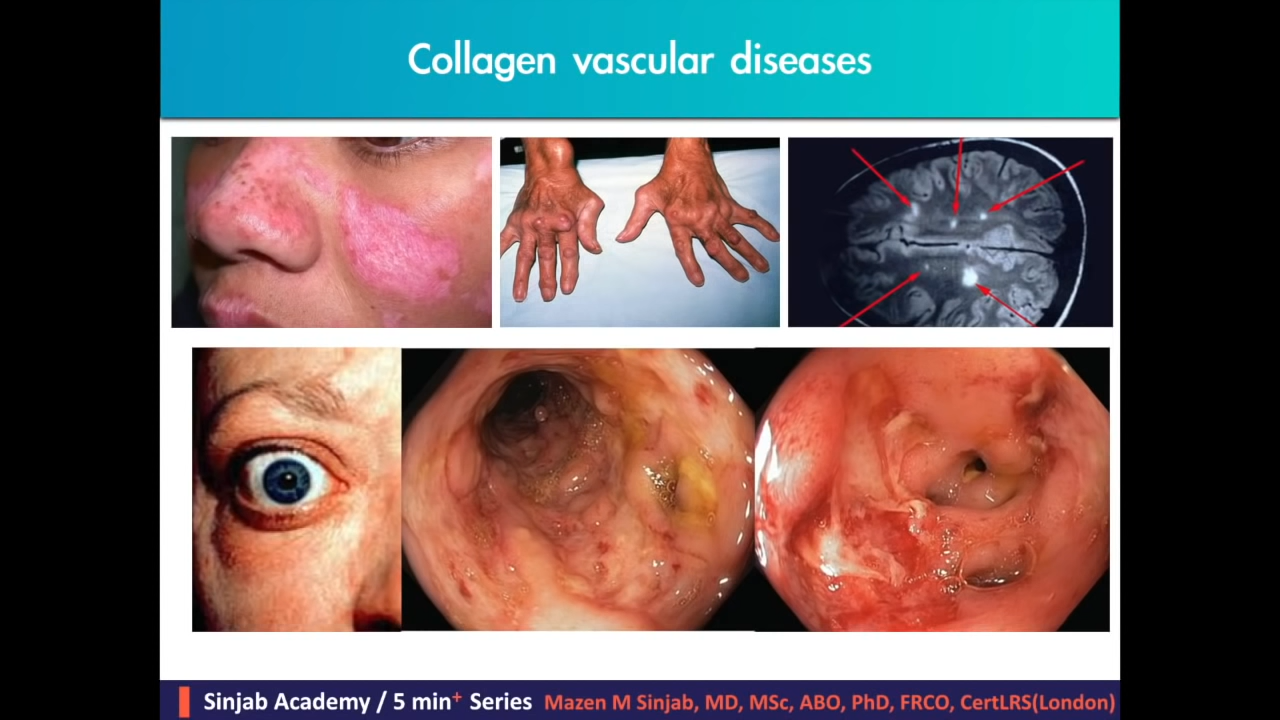 Collagen vascular diseases
Sinjab Academy / 5 min+ Series Mazen M Sinjab, MD, MSc, ABO, PhD, FRCO, CertLRS(London)